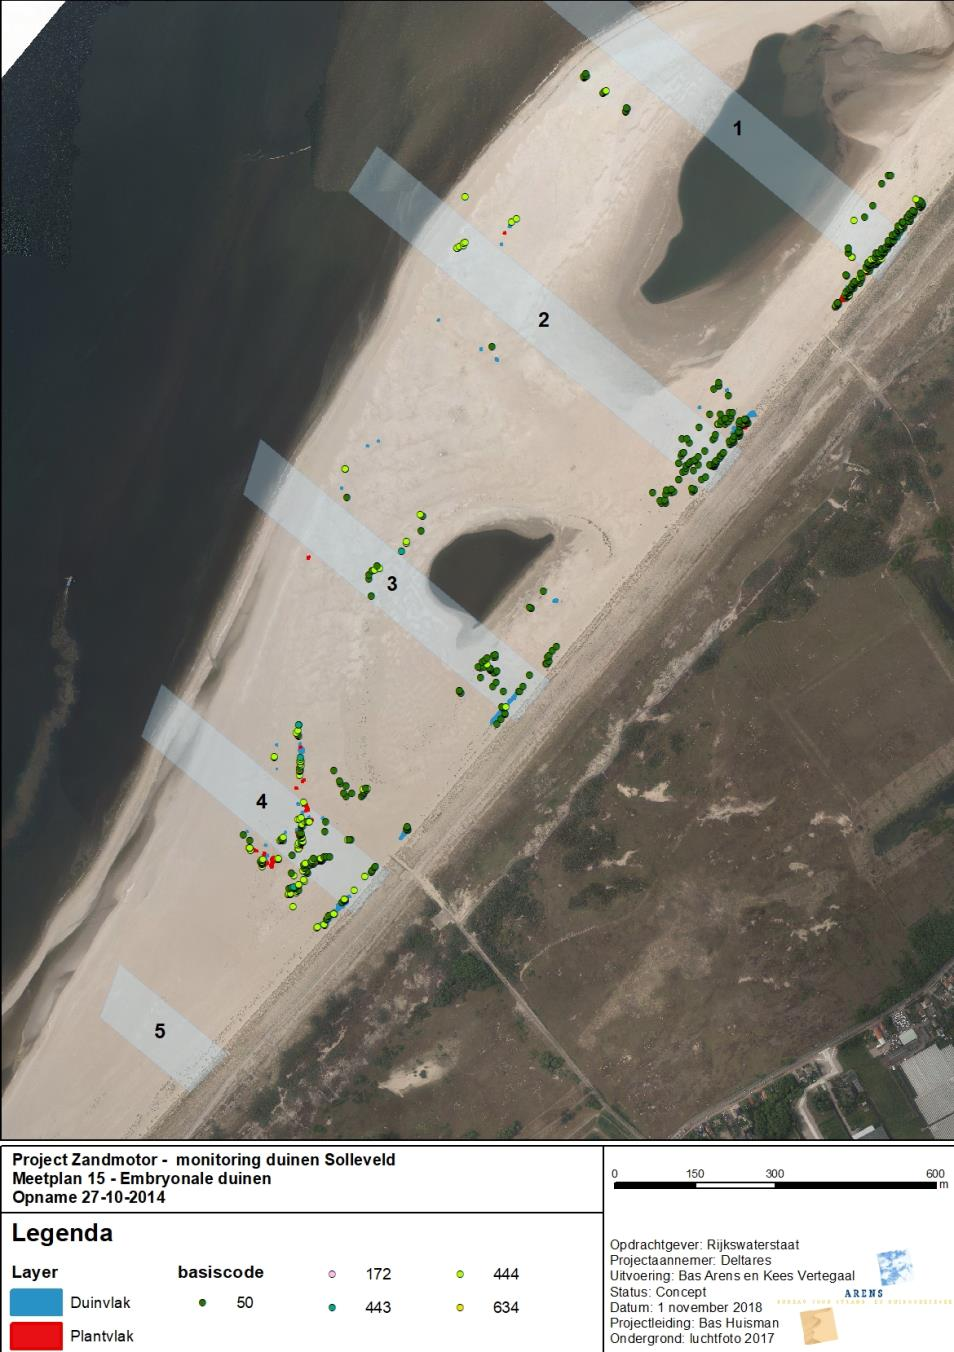 1
2
3
4
5
Project Zandmotor - monitoring duinen Solleveld
Meetplan 15 - Embryonale duinen
Opname 27-10-2014
Legenda
Layer
Duinvlak
Plantvlak
basiscode
50
172
443
444
634
0 150 300 600
m
Opdrachtgever: Rijkswaterstaat
Projectaannemer: Deltares
Uitvoering: Bas Arens en Kees Vertegaal
Status: Concept
Datum: 1 november 2018
Projectleiding: Bas Huisman
Ondergrond: luchtfoto 2017
ARENS